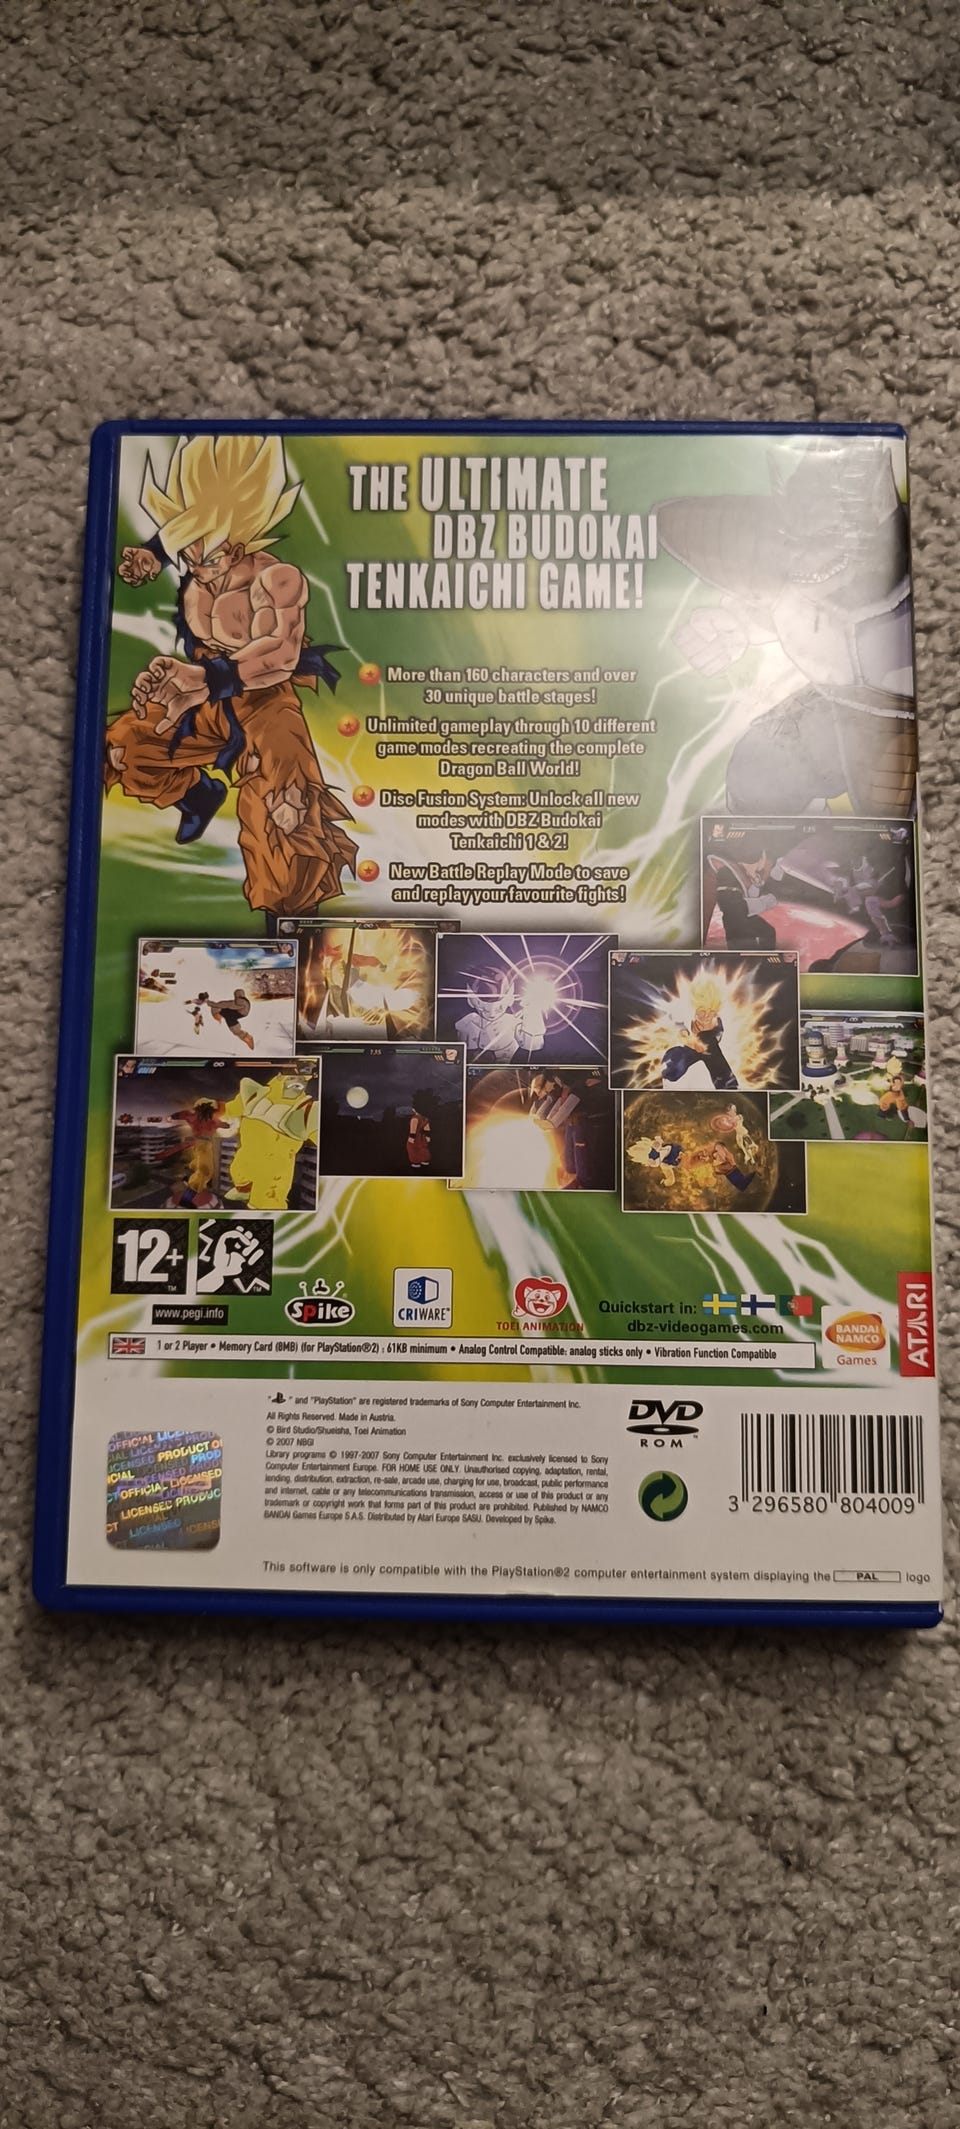 THE ULTIMATE
DBZ BUDOKAI
TENKAICHI GAME!
More than 160 characters and over
30 unique battle stages!
Unlimited gameplay through 10 different
game modes recreating the complete
Dragon Ball World!
Disc Fusion System: Unlock all new
modes with DBZ Budokai
Tenkaichi 1 & 2!
New Battle Replay Mode to save
and replay your favourite fights!
12+
™
www.pegi.info
Spike
CRIWARE™
TOEI ANIMATION
Quickstart in:
dbz-videogames.com
BANDAI
NAMCO
Games
ATARI
1 or 2 Player • Memory Card (8MB) (for PlayStation®2) : 61KB minimum • Analog Control Compatible: analog sticks only • Vibration Function Compatible
" " and "PlayStation" are registered trademarks of Sony Computer Entertainment Inc.
All Rights Reserved. Made in Austria.
© Bird Studio/Shueisha, Toei Animation
© 2007 NBGI
Library programs © 1997-2007 Sony Computer Entertainment Inc. exclusively licensed to Sony
Computer Entertainment Europe. FOR HOME USE ONLY. Unauthorised copying, adaptation, rental,
lending, distribution, extraction, re-sale, arcade use, charging for use, broadcast, public performance
and internet, cable or any telecommunications transmission, access or use of this product or any
trademark or copyright work that forms part of this product are prohibited. Published by NAMCO
BANDAI Games Europe S.A.S. Distributed by Atari Europe SASU. Developed by Spike.
DVD
ROM
3 296580 804009
OFFICIAL LICENSED PRODUCT
This software is only compatible with the PlayStation®2 computer entertainment system displaying the PAL logo